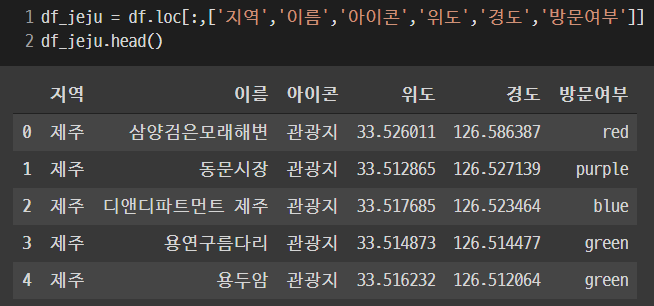 1 df_jeju = df.loc[:,['지역','이름','아이콘','위도','경도','방문여부']]
2 df_jeju.head()
지역 이름 아이콘 위도 경도 방문여부
0 제주 삼양검은모래해변 관광지 33.526011 126.586387 red
1 제주 동문시장 관광지 33.512865 126.527139 purple
2 제주 디앤디파트먼트 제주 관광지 33.517685 126.523464 blue
3 제주 용연구름다리 관광지 33.514873 126.514477 green
4 제주 용두암 관광지 33.516232 126.512064 green